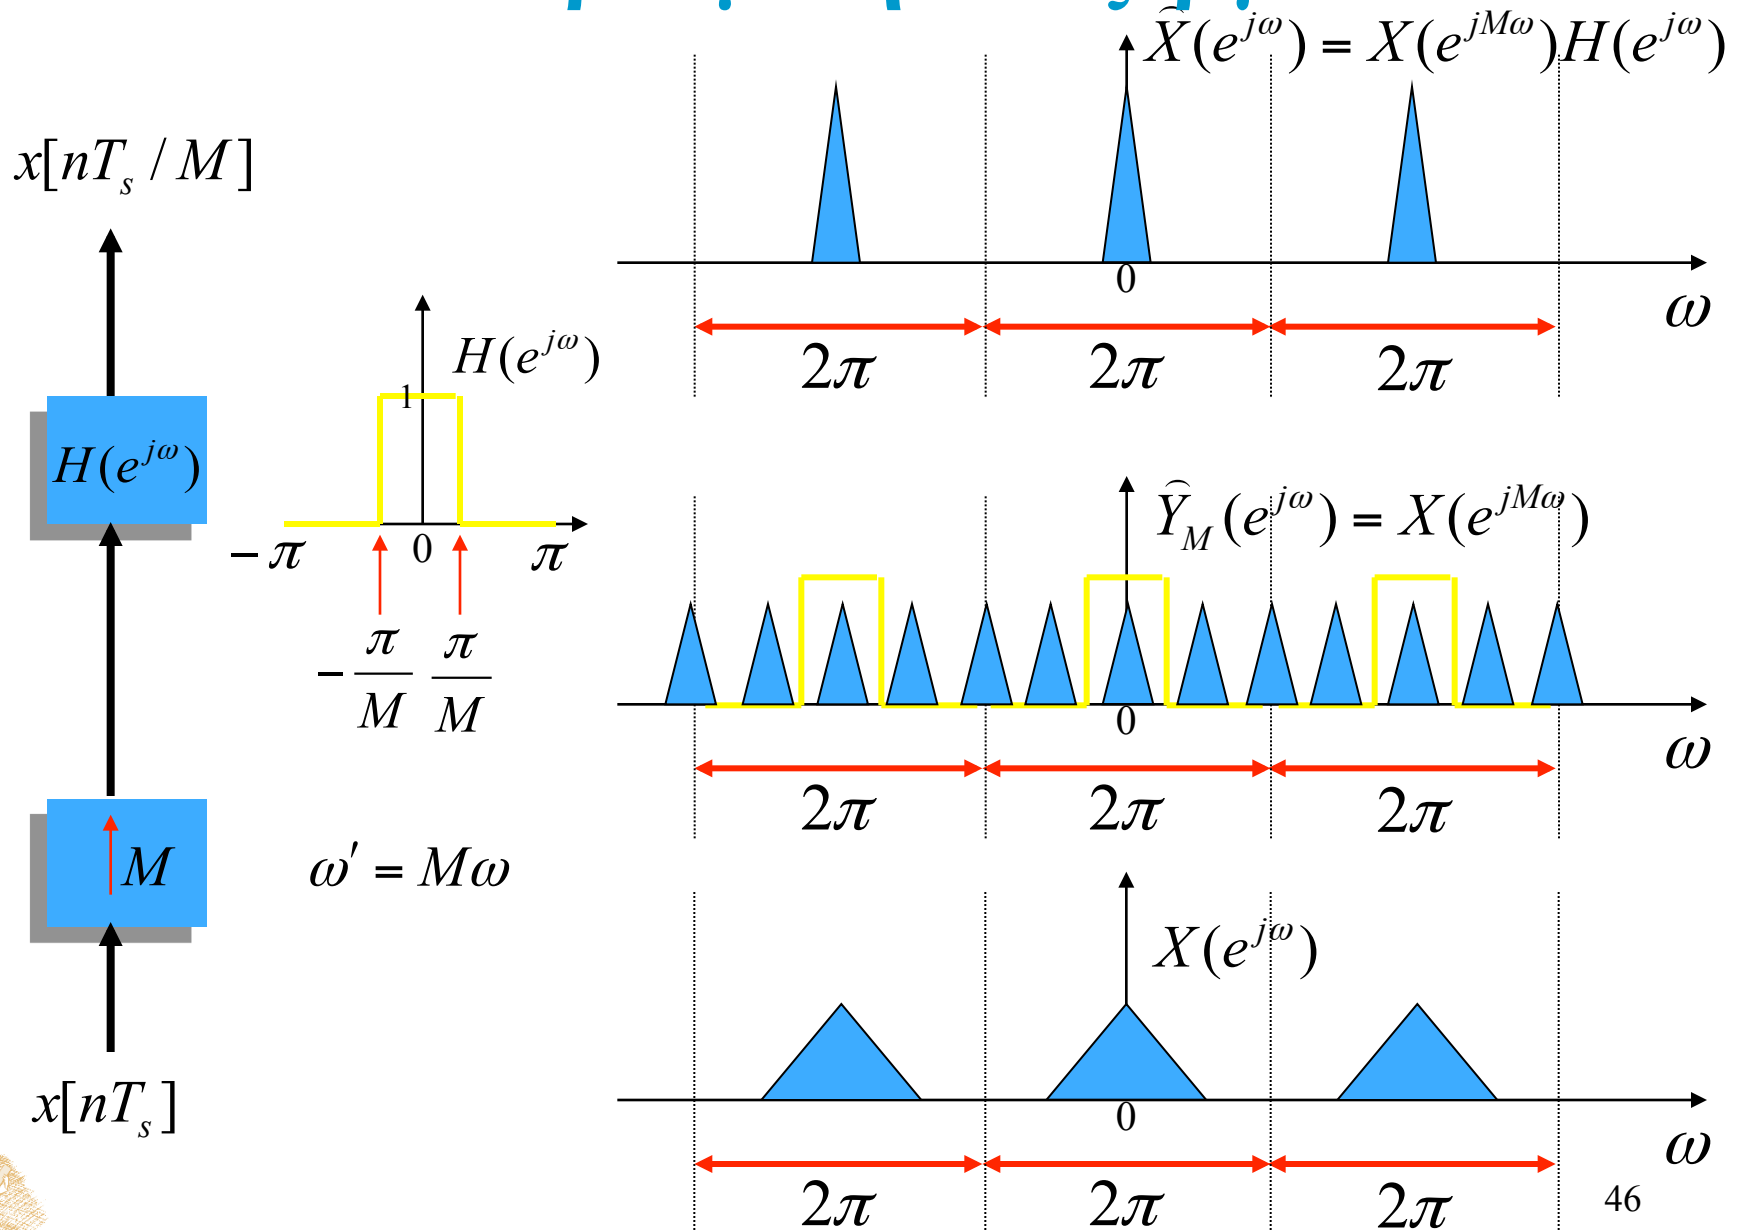 X̂(e^{jω}) = X(e^{jMω})H(e^{jω})
x[nT_s / M]
0
ω
2π 2π 2π
H(e^{jω})
1
H(e^{jω})
−π 0 π
−π/M π/M
Ŷ_M(e^{jω}) = X(e^{jMω})
0
ω
2π 2π 2π
M
ω′ = Mω
X(e^{jω})
0
x[nT_s]
ω
2π 2π 2π
46